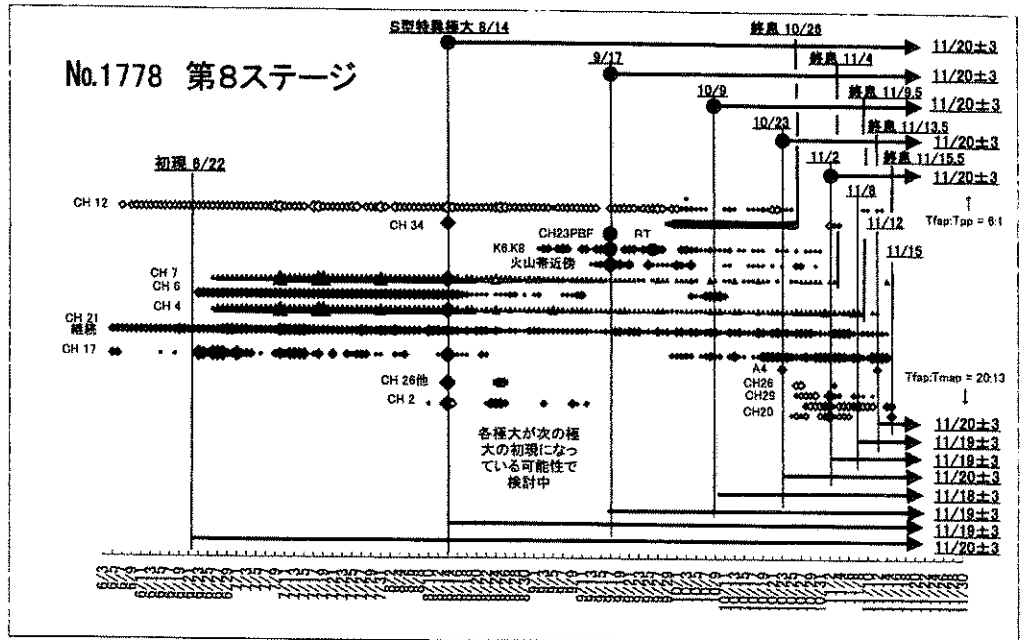 S型特異極大 8/14
終息 10/26
11/20±3
No.1778 第8ステージ
9/17
終息 11/4
11/20±3
10/9
終息 11/9.5
11/20±3
10/23
終息 11/13.5
11/20±3
初現 6/22
11/2
終息 11/15.5
11/20±3
11/8
CH 12
↑
Tfap:Tpp = 6:1
CH 34
11/12
CH23PBF
RT
K6.K8
11/15
火山帯近傍
CH 7
CH 6
CH 4
CH 21
継続
CH 17
A4
Tfap:Tmap = 20:13
↓
CH 26他
CH26
CH29
CH 2
CH20
11/20±3
各極大が次の極
大の初現になっ
ている可能性で
検討中
11/19±3
11/19±3
11/20±3
11/18±3
11/19±3
11/19±3
11/20±3